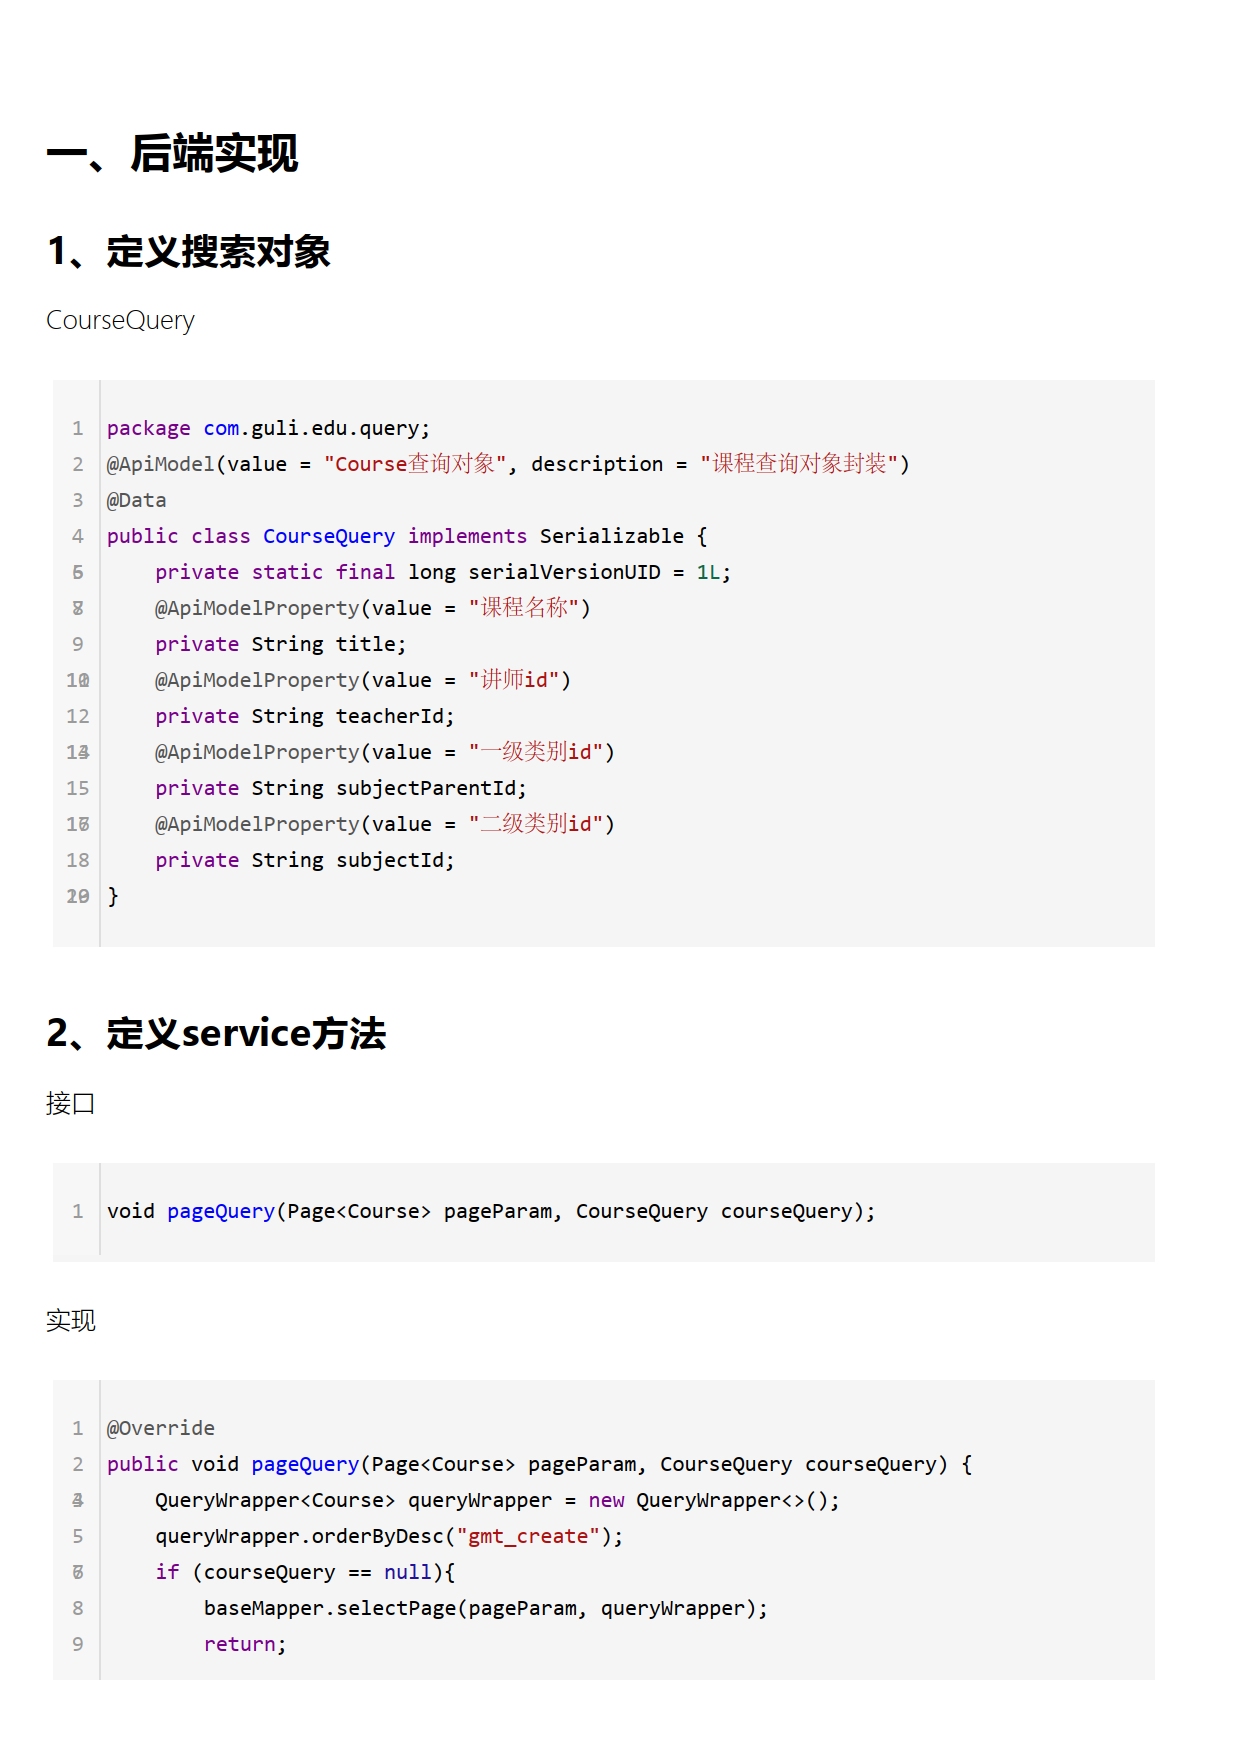 一、后端实现
1、定义搜索对象
CourseQuery
1 package com.guli.edu.query;
2 @ApiModel(value = "Course查询对象", description = "课程查询对象封装")
3 @Data
4 public class CourseQuery implements Serializable {
private static final long serialVersionUID = 1L;
@ApiModelProperty(value = "课程名称")
9 private String title;
@ApiModelProperty(value = "讲师id")
12 private String teacherId;
@ApiModelProperty(value = "一级类别id")
15 private String subjectParentId;
@ApiModelProperty(value = "二级类别id")
18 private String subjectId;
}
2、定义service方法
接口
1 void pageQuery(Page<Course> pageParam, CourseQuery courseQuery);
实现
1 @Override
2 public void pageQuery(Page<Course> pageParam, CourseQuery courseQuery) {
QueryWrapper<Course> queryWrapper = new QueryWrapper<>();
5 queryWrapper.orderByDesc("gmt_create");
if (courseQuery == null){
8 baseMapper.selectPage(pageParam, queryWrapper);
9 return;